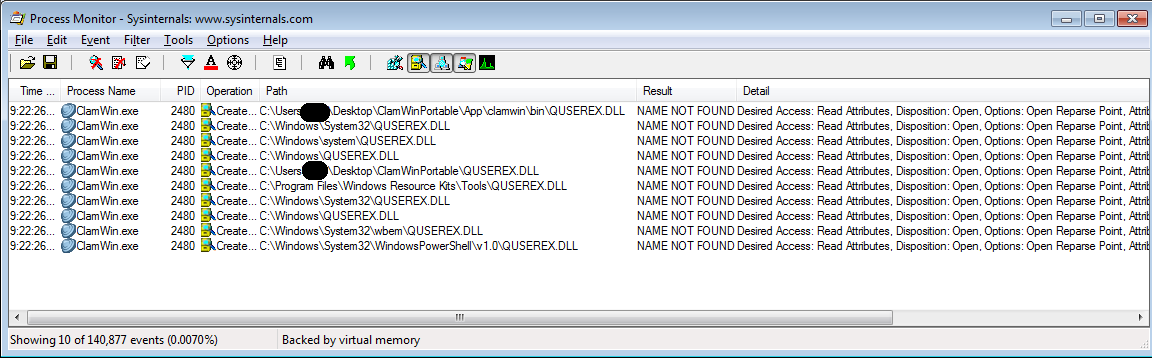 Process Monitor - Sysinternals: www.sysinternals.com
File Edit Event Filter Tools Options Help
Time ... Process Name PID Operation Path Result Detail
9:22:26... ClamWin.exe 2480 Create... C:\Users\ \Desktop\ClamWinPortable\App\clamwin\bin\QUSEREX.DLL NAME NOT FOUND Desired Access: Read Attributes, Disposition: Open, Options: Open Reparse Point, Attrib
9:22:26... ClamWin.exe 2480 Create... C:\Windows\System32\QUSEREX.DLL NAME NOT FOUND Desired Access: Read Attributes, Disposition: Open, Options: Open Reparse Point, Attrib
9:22:26... ClamWin.exe 2480 Create... C:\Windows\system\QUSEREX.DLL NAME NOT FOUND Desired Access: Read Attributes, Disposition: Open, Options: Open Reparse Point, Attrib
9:22:26... ClamWin.exe 2480 Create... C:\Windows\QUSEREX.DLL NAME NOT FOUND Desired Access: Read Attributes, Disposition: Open, Options: Open Reparse Point, Attrib
9:22:26... ClamWin.exe 2480 Create... C:\Users\ \Desktop\ClamWinPortable\QUSEREX.DLL NAME NOT FOUND Desired Access: Read Attributes, Disposition: Open, Options: Open Reparse Point, Attrib
9:22:26... ClamWin.exe 2480 Create... C:\Program Files\Windows Resource Kits\Tools\QUSEREX.DLL NAME NOT FOUND Desired Access: Read Attributes, Disposition: Open, Options: Open Reparse Point, Attrib
9:22:26... ClamWin.exe 2480 Create... C:\Windows\System32\QUSEREX.DLL NAME NOT FOUND Desired Access: Read Attributes, Disposition: Open, Options: Open Reparse Point, Attrib
9:22:26... ClamWin.exe 2480 Create... C:\Windows\QUSEREX.DLL NAME NOT FOUND Desired Access: Read Attributes, Disposition: Open, Options: Open Reparse Point, Attrib
9:22:26... ClamWin.exe 2480 Create... C:\Windows\System32\wbem\QUSEREX.DLL NAME NOT FOUND Desired Access: Read Attributes, Disposition: Open, Options: Open Reparse Point, Attrib
9:22:26... ClamWin.exe 2480 Create... C:\Windows\System32\WindowsPowerShell\v1.0\QUSEREX.DLL NAME NOT FOUND Desired Access: Read Attributes, Disposition: Open, Options: Open Reparse Point, Attrib
Showing 10 of 140,877 events (0.0070%) Backed by virtual memory